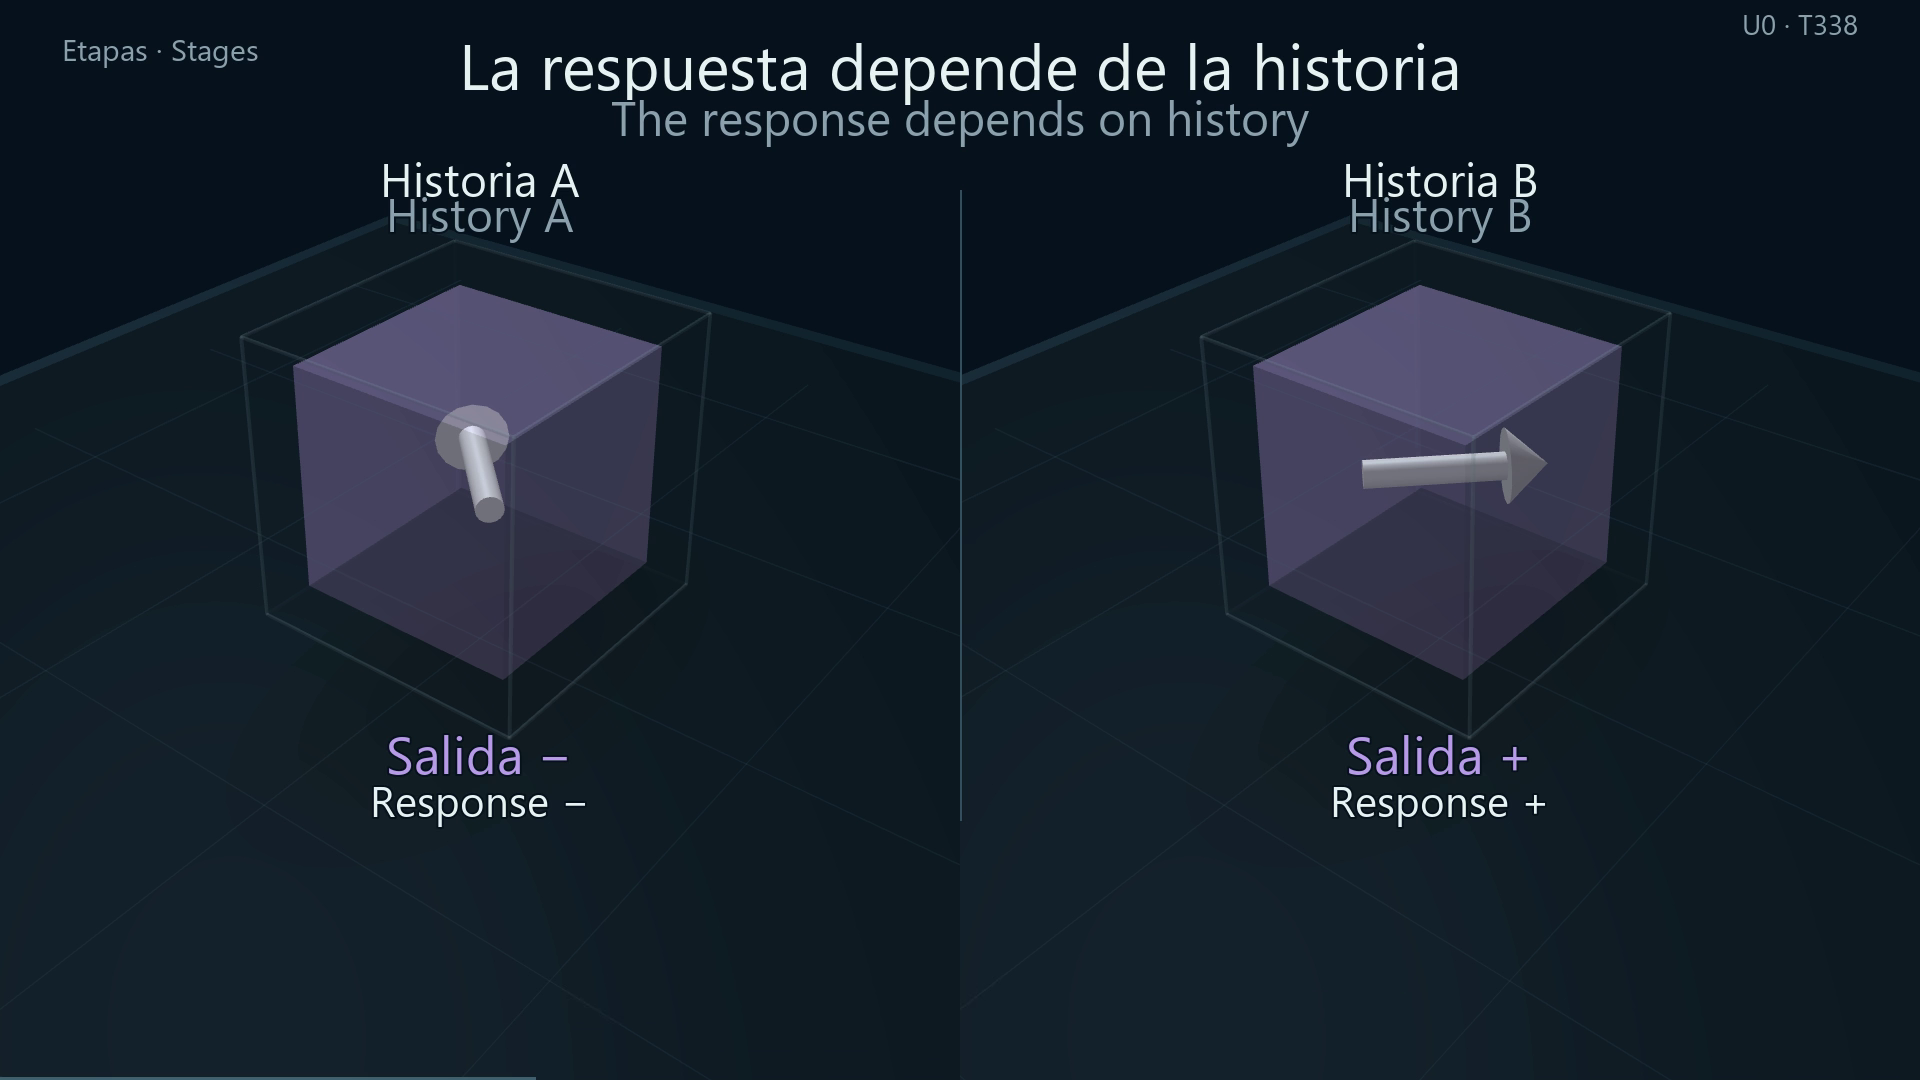 Etapas · Stages
U0 · T338
La respuesta depende de la historia
The response depends on history
Historia A
History A
Historia B
History B
Salida −
Response −
Salida +
Response +